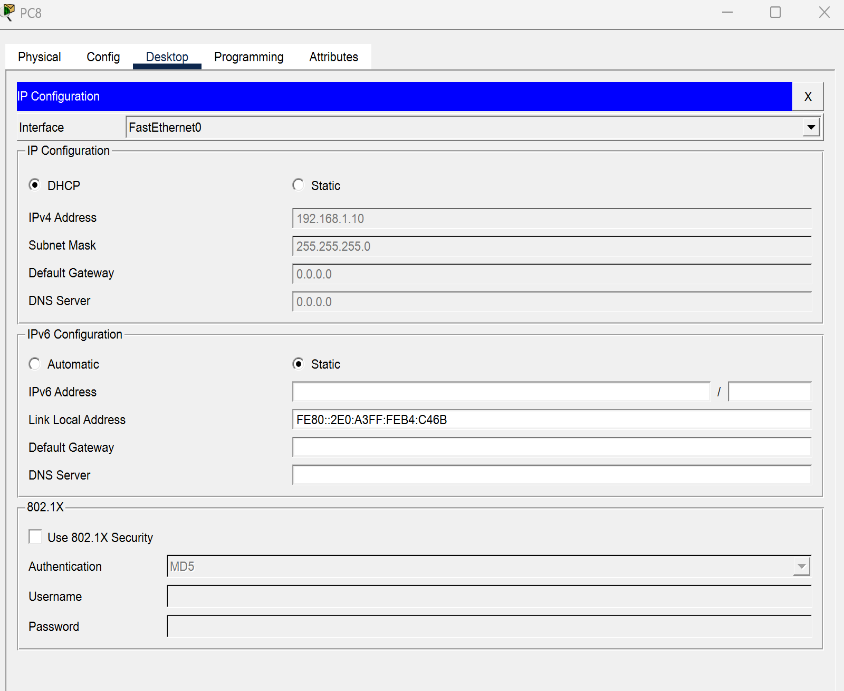 PC8
Physical Config Desktop Programming Attributes
IP Configuration X
Interface FastEthernet0
IP Configuration
DHCP Static
IPv4 Address 192.168.1.10
Subnet Mask 255.255.255.0
Default Gateway 0.0.0.0
DNS Server 0.0.0.0
IPv6 Configuration
Automatic Static
IPv6 Address /
Link Local Address FE80::2E0:A3FF:FEB4:C46B
Default Gateway
DNS Server
802.1X
Use 802.1X Security
Authentication MD5
Username
Password